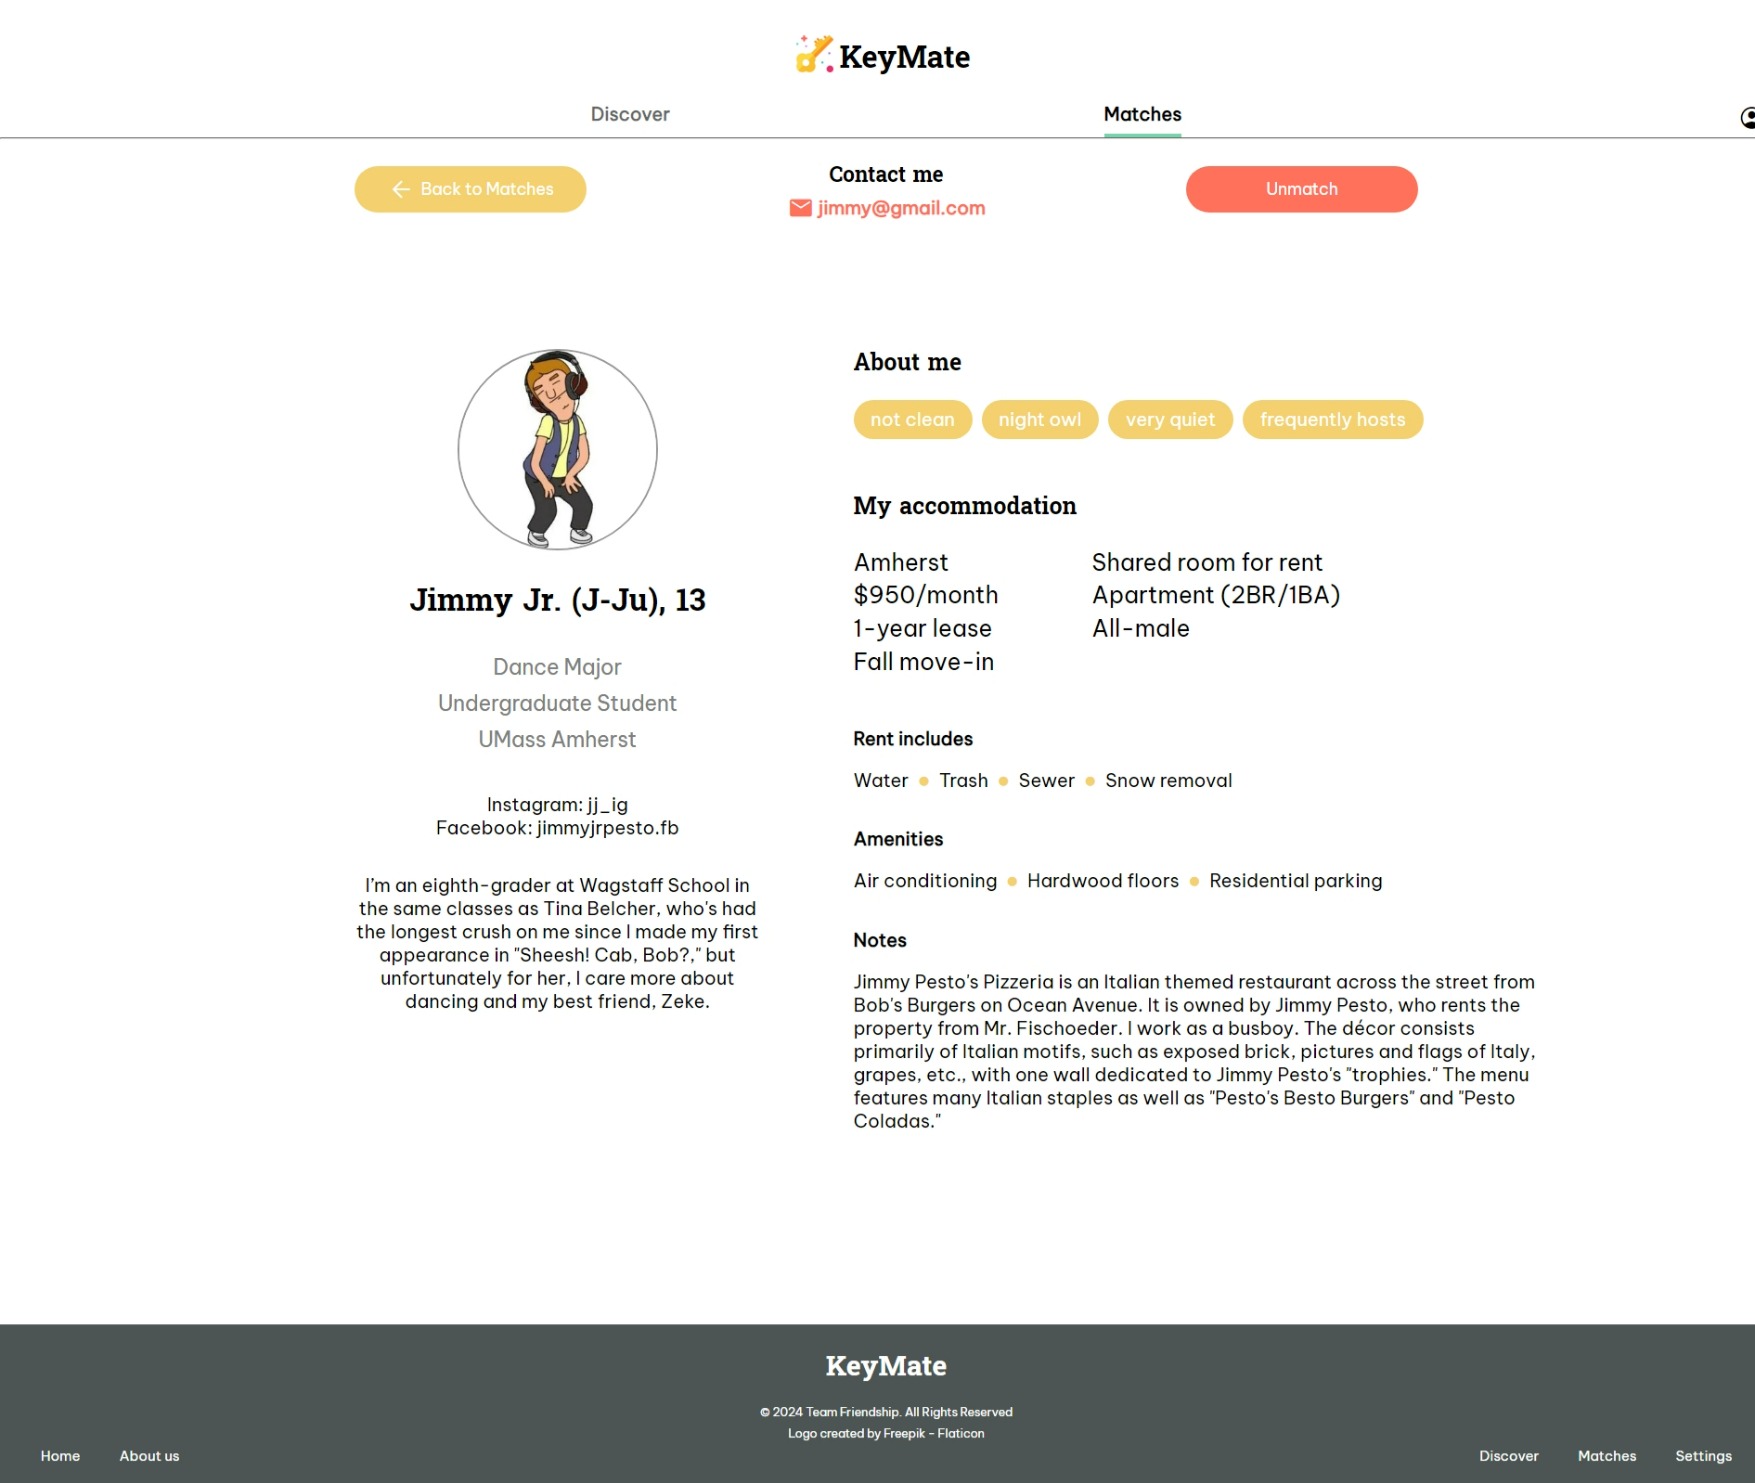 KeyMate
Discover
Matches
Back to Matches
Contact me
jimmy@gmail.com
Unmatch
Jimmy Jr. (J-Ju), 13
Dance Major
Undergraduate Student
UMass Amherst
Instagram: jj_ig
Facebook: jimmyjrpesto.fb
I'm an eighth-grader at Wagstaff School in
the same classes as Tina Belcher, who's had
the longest crush on me since I made my first
appearance in "Sheesh! Cab, Bob?," but
unfortunately for her, I care more about
dancing and my best friend, Zeke.
About me
not clean
night owl
very quiet
frequently hosts
My accommodation
Amherst
$950/month
1-year lease
Fall move-in
Shared room for rent
Apartment (2BR/1BA)
All-male
Rent includes
Water
Trash
Sewer
Snow removal
Amenities
Air conditioning
Hardwood floors
Residential parking
Notes
Jimmy Pesto's Pizzeria is an Italian themed restaurant across the street from
Bob's Burgers on Ocean Avenue. It is owned by Jimmy Pesto, who rents the
property from Mr. Fischoeder. I work as a busboy. The décor consists
primarily of Italian motifs, such as exposed brick, pictures and flags of Italy,
grapes, etc., with one wall dedicated to Jimmy Pesto's "trophies." The menu
features many Italian staples as well as "Pesto's Besto Burgers" and "Pesto
Coladas."
KeyMate
© 2024 Team Friendship. All Rights Reserved
Logo created by Freepik - Flaticon
Home
About us
Discover
Matches
Settings